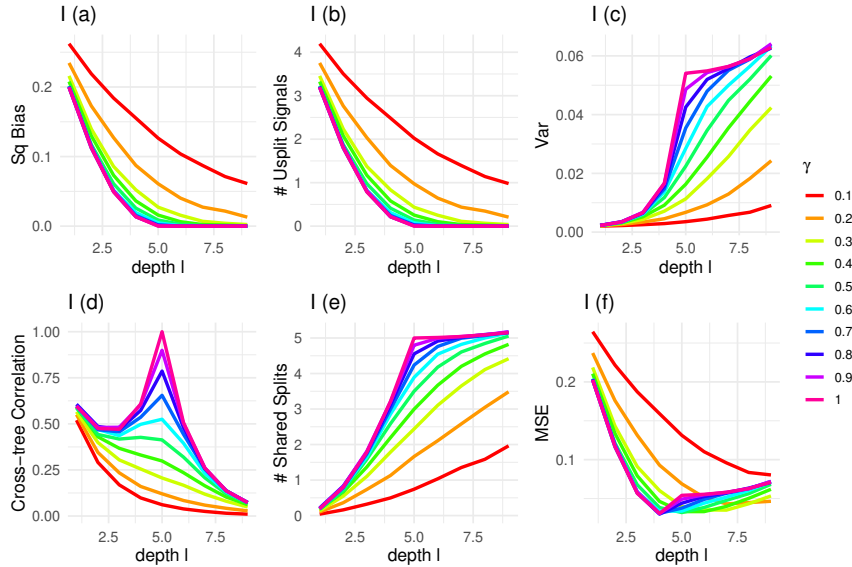 I (a)
Sq Bias
0.2
0.1
0.0
2.5 5.0 7.5
depth l
I (b)
# Usplit Signals
4
3
2
1
0
2.5 5.0 7.5
depth l
I (c)
Var
0.06
0.04
0.02
0.00
2.5 5.0 7.5
depth l
I (d)
Cross−tree Correlation
1.00
0.75
0.50
0.25
0.00
2.5 5.0 7.5
depth l
I (e)
# Shared Splits
5
4
3
2
1
0
2.5 5.0 7.5
depth l
I (f)
MSE
0.2
0.1
2.5 5.0 7.5
depth l
γ
0.1
0.2
0.3
0.4
0.5
0.6
0.7
0.8
0.9
1